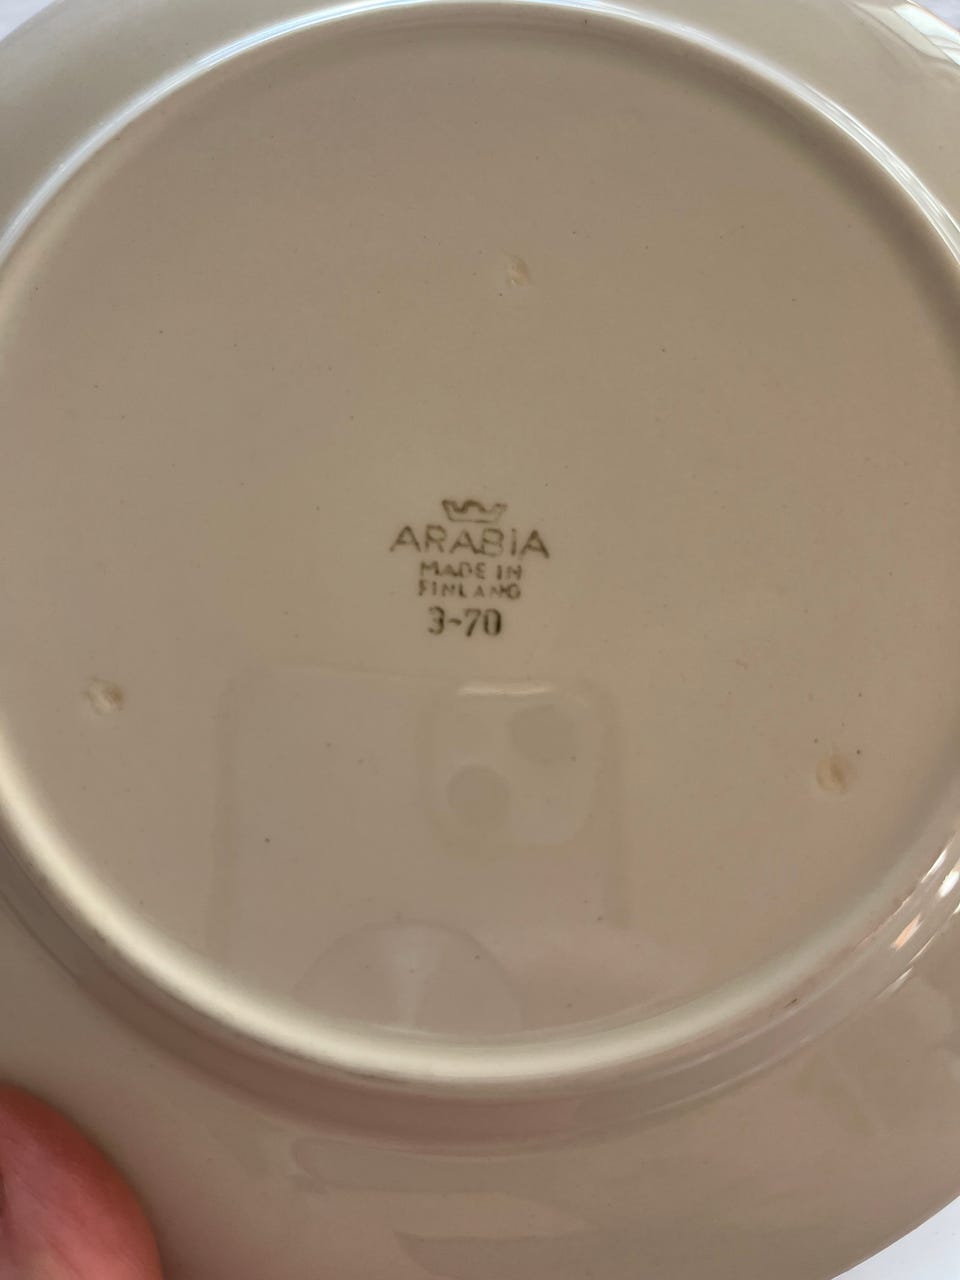 ARABIA
MADE IN
FINLAND
3-70